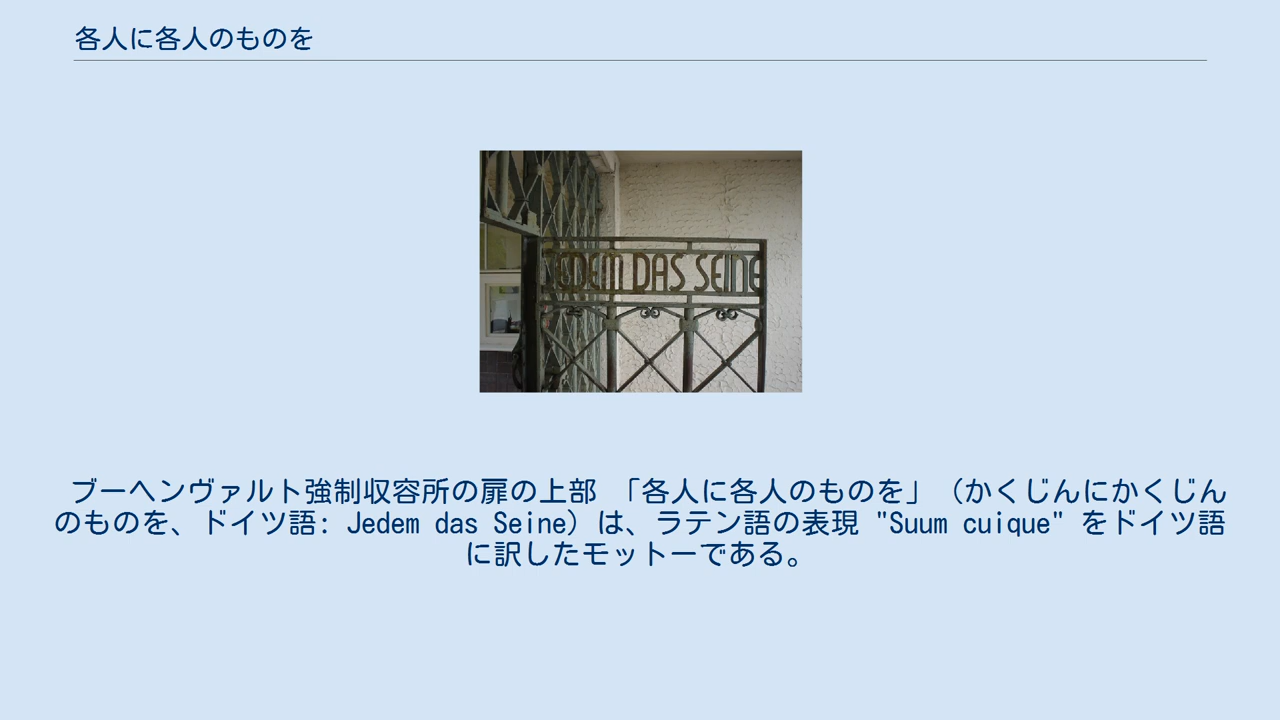 各人に各人のものを
JEDEM DAS SEINE
ブーヘンヴァルト強制収容所の扉の上部 「各人に各人のものを」（かくじんにかくじん
のものを、ドイツ語: Jedem das Seine）は、ラテン語の表現 "Suum cuique" をドイツ語
に訳したモットーである。